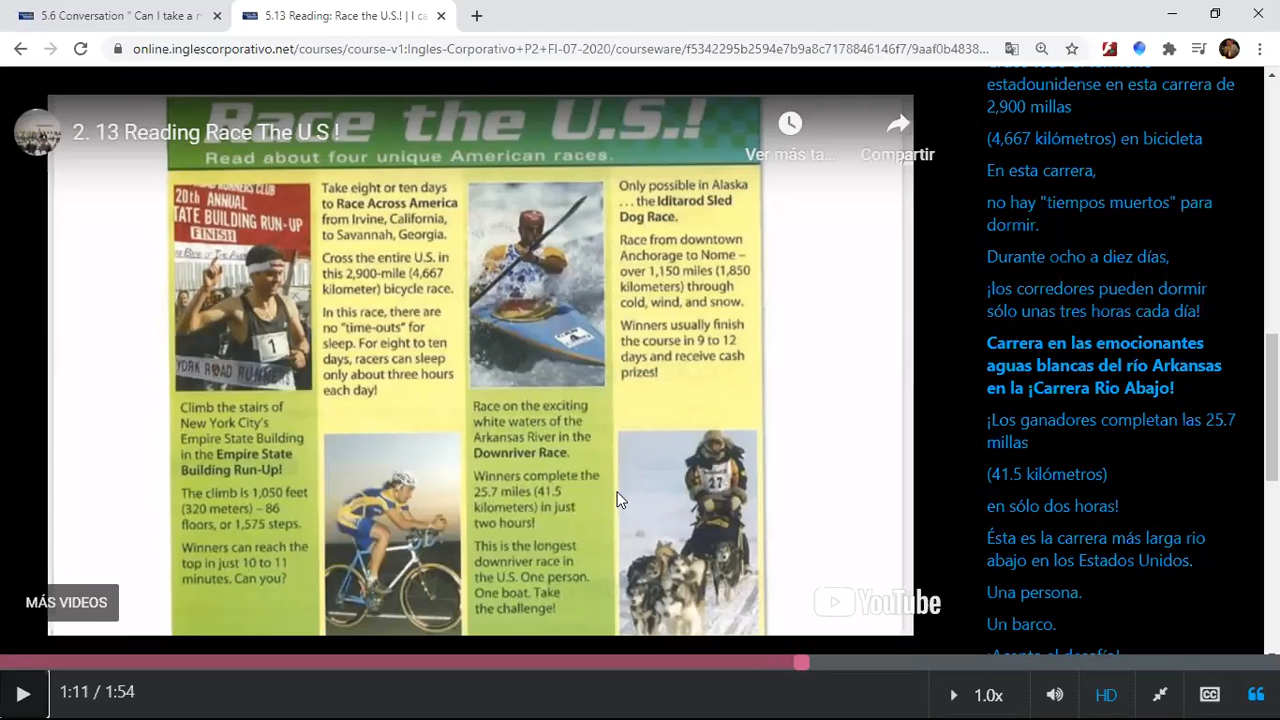 5.6 Conversation " Can I take a
5.13 Reading: Race the U.S.! | I ca
online.inglescorporativo.net/courses/course-v1:Ingles-Corporativo+P2+FI-07-2020/courseware/f5342295b2594e7b9a8c7178846146f7/9aaf0b4838...
2. 13 Reading Race The U S !
Ver más ta...
Compartir
Race the U.S.!
Read about four unique American races.
20th ANNUAL
STATE BUILDING RUN-UP
FINISH
1
YORK ROAD RUNNERS
Climb the stairs of
New York City's
Empire State Building
in the Empire State
Building Run-Up!
The climb is 1,050 feet
(320 meters) – 86
floors, or 1,575 steps.
Winners can reach the
top in just 10 to 11
minutes. Can you?
Take eight or ten days
to Race Across America
from Irvine, California,
to Savannah, Georgia.
Cross the entire U.S. in
this 2,900-mile (4,667
kilometer) bicycle race.
In this race, there are
no "time-outs" for
sleep. For eight to ten
days, racers can sleep
only about three hours
each day!
Race on the exciting
white waters of the
Arkansas River in the
Downriver Race.
Winners complete the
25.7 miles (41.5
kilometers) in just
two hours!
This is the longest
downriver race in
the U.S. One person.
One boat. Take
the challenge!
Only possible in Alaska
. . . the Iditarod Sled
Dog Race.
Race from downtown
Anchorage to Nome –
over 1,150 miles (1,850
kilometers) through
cold, wind, and snow.
Winners usually finish
the course in 9 to 12
days and receive cash
prizes!
27
MÁS VIDEOS
YouTube
estadounidense en esta carrera de
2,900 millas
(4,667 kilómetros) en bicicleta
En esta carrera,
no hay "tiempos muertos" para
dormir.
Durante ocho a diez días,
¡los corredores pueden dormir
sólo unas tres horas cada día!
Carrera en las emocionantes
aguas blancas del río Arkansas
en la ¡Carrera Rio Abajo!
¡Los ganadores completan las 25.7
millas
(41.5 kilómetros)
en sólo dos horas!
Ésta es la carrera más larga rio
abajo en los Estados Unidos.
Una persona.
Un barco.
¡Acepta el desafío!
1:11 / 1:54
1.0x
HD
CC